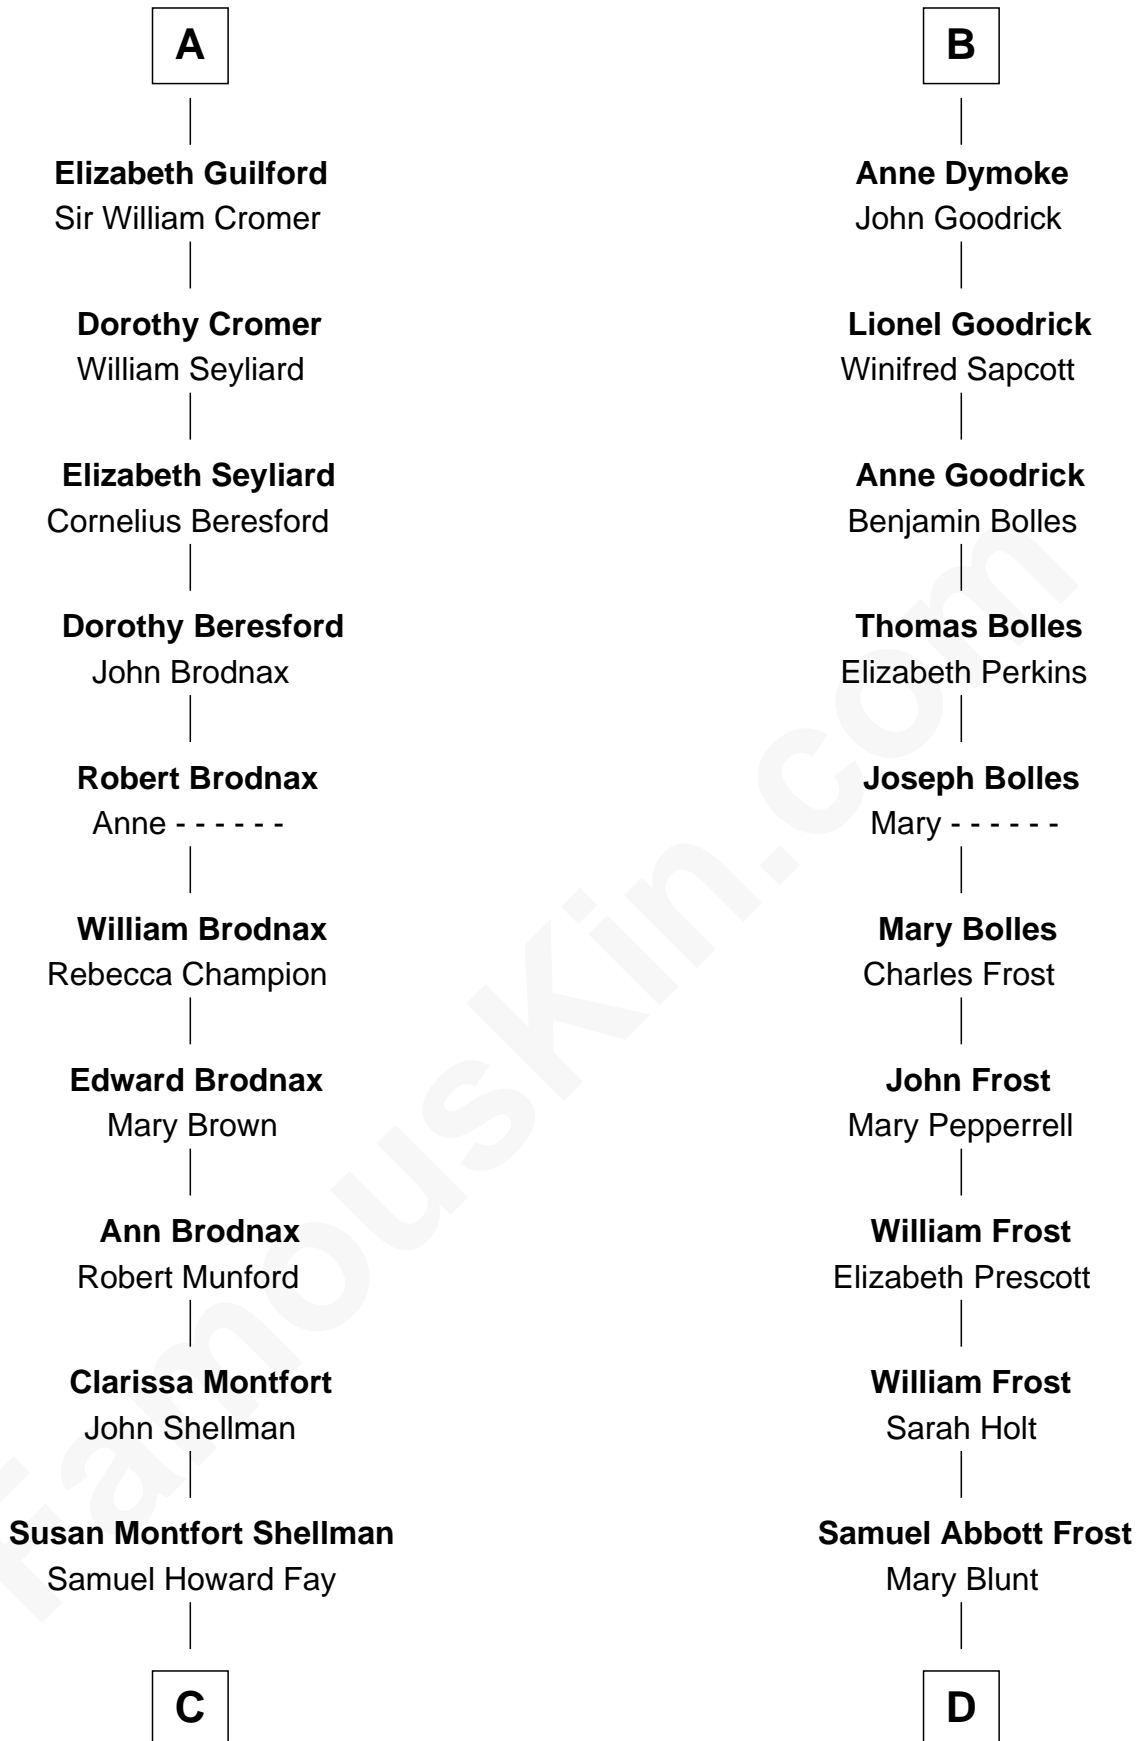 A
Elizabeth Guilford
Sir William Cromer
Dorothy Cromer
William Seyliard
Elizabeth Seyliard
Cornelius Beresford
Dorothy Beresford
John Brodnax
Robert Brodnax
Anne - - - - - -
William Brodnax
Rebecca Champion
Edward Brodnax
Mary Brown
Ann Brodnax
Robert Munford
Clarissa Montfort
John Shellman
Susan Montfort Shellman
Samuel Howard Fay
C
B
Anne Dymoke
John Goodrick
Lionel Goodrick
Winifred Sapcott
Anne Goodrick
Benjamin Bolles
Thomas Bolles
Elizabeth Perkins
Joseph Bolles
Mary - - - - - -
Mary Bolles
Charles Frost
John Frost
Mary Pepperrell
William Frost
Elizabeth Prescott
William Frost
Sarah Holt
Samuel Abbott Frost
Mary Blunt
D
FamousKin.com